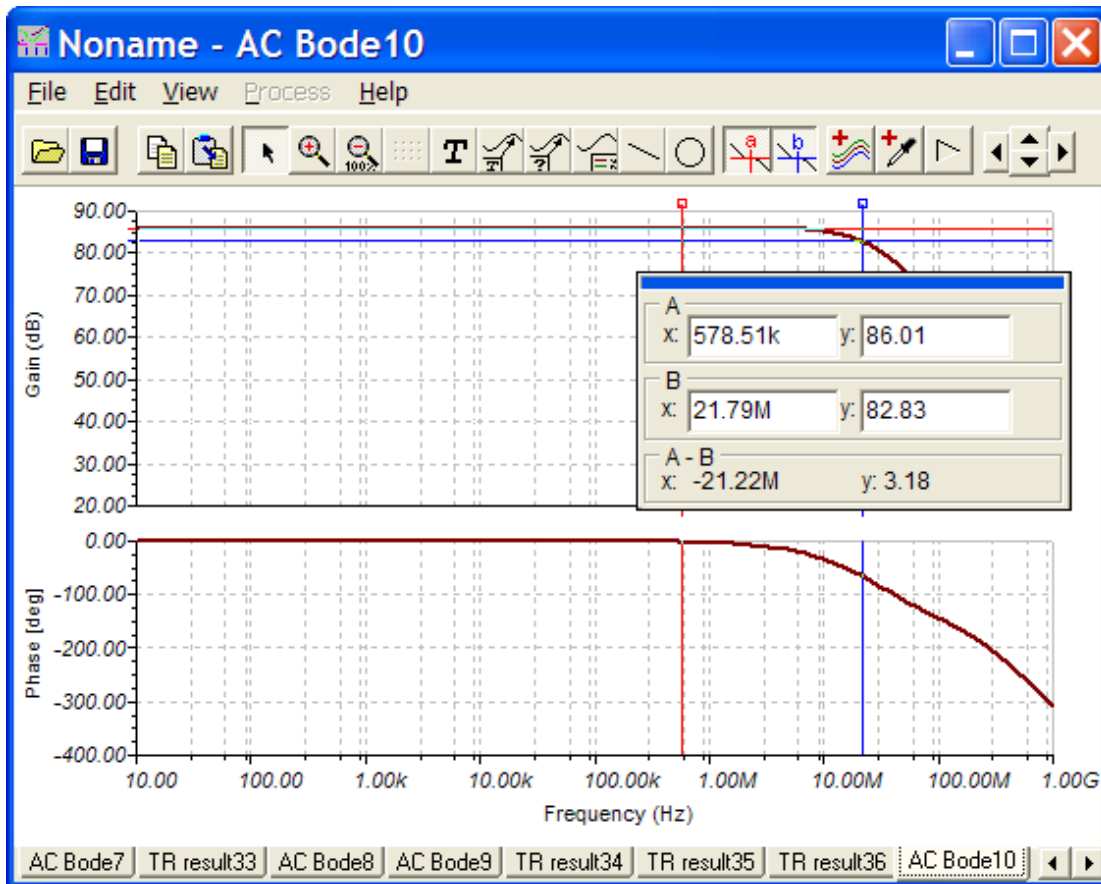 Noname - AC Bode10
File Edit View Process Help
100% T T ? = x a b
90.00
80.00
70.00
60.00
50.00
40.00
30.00
20.00
Gain (dB)
A
x: 578.51k y: 86.01
B
x: 21.79M y: 82.83
A - B
x: -21.22M y: 3.18
0.00
-100.00
-200.00
-300.00
-400.00
Phase [deg]
10.00 100.00 1.00k 10.00k 100.00k 1.00M 10.00M 100.00M 1.00G
Frequency (Hz)
AC Bode7 TR result33 AC Bode8 AC Bode9 TR result34 TR result35 TR result36 AC Bode10